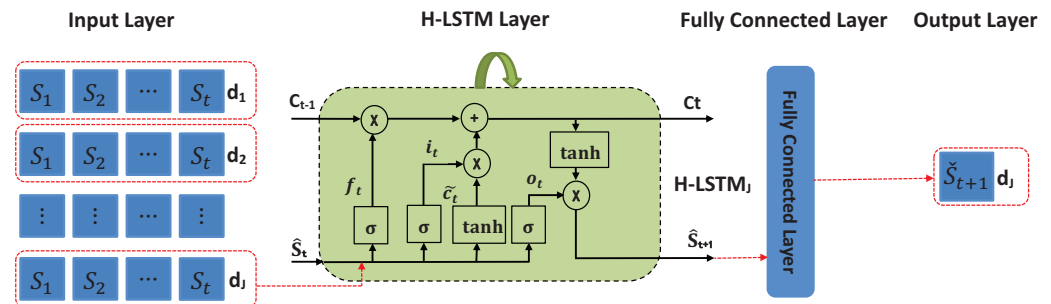 Input Layer
H-LSTM Layer
Fully Connected Layer
Output Layer
S₁ S₂ ... Sₜ d₁
S₁ S₂ ... Sₜ d₂
⋮ ⋮ ⋮ ⋮
S₁ S₂ ... Sₜ dJ
Cₜ₋₁
x
+
Ct
iₜ
x
tanh
fₜ
c̃ₜ
oₜ
x
H-LSTMJ
σ
σ
tanh
σ
Ŝₜ
Ŝₜ₊₁
Fully Connected Layer
Šₜ₊₁ dJ